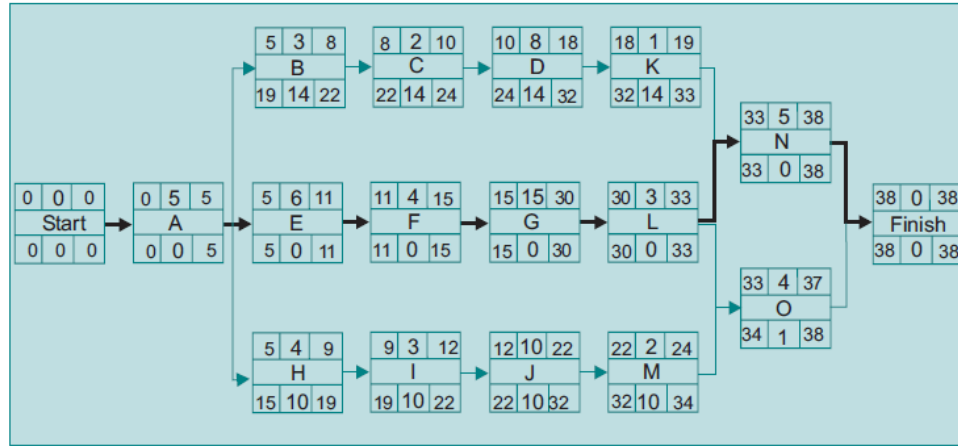 5 3 8
B
19 14 22
8 2 10
C
22 14 24
10 8 18
D
24 14 32
18 1 19
K
32 14 33
33 5 38
N
33 0 38
0 0 0
Start
0 0 0
0 5 5
A
0 0 5
5 6 11
E
5 0 11
11 4 15
F
11 0 15
15 15 30
G
15 0 30
30 3 33
L
30 0 33
38 0 38
Finish
38 0 38
33 4 37
O
34 1 38
5 4 9
H
15 10 19
9 3 12
I
19 10 22
12 10 22
J
22 10 32
22 2 24
M
32 10 34